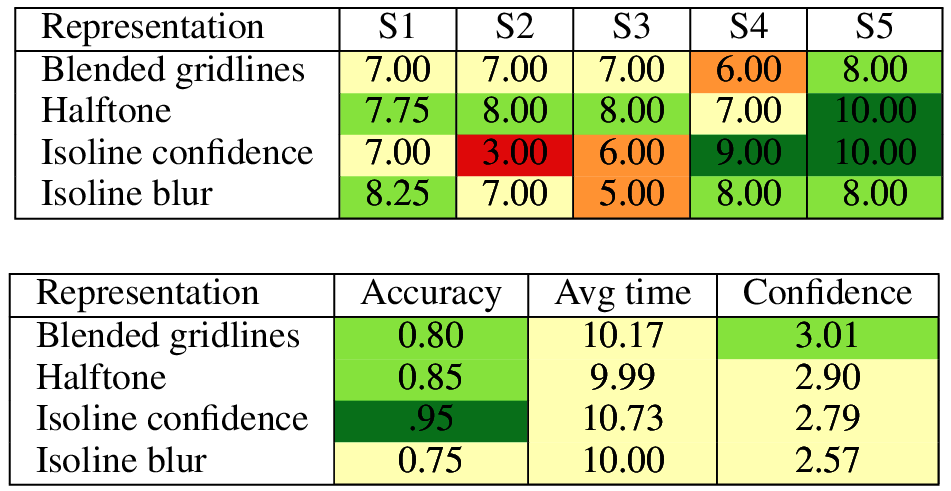 Representation S1 S2 S3 S4 S5
Blended gridlines 7.00 7.00 7.00 6.00 8.00
Halftone 7.75 8.00 8.00 7.00 10.00
Isoline confidence 7.00 3.00 6.00 9.00 10.00
Isoline blur 8.25 7.00 5.00 8.00 8.00
Representation Accuracy Avg time Confidence
Blended gridlines 0.80 10.17 3.01
Halftone 0.85 9.99 2.90
Isoline confidence .95 10.73 2.79
Isoline blur 0.75 10.00 2.57